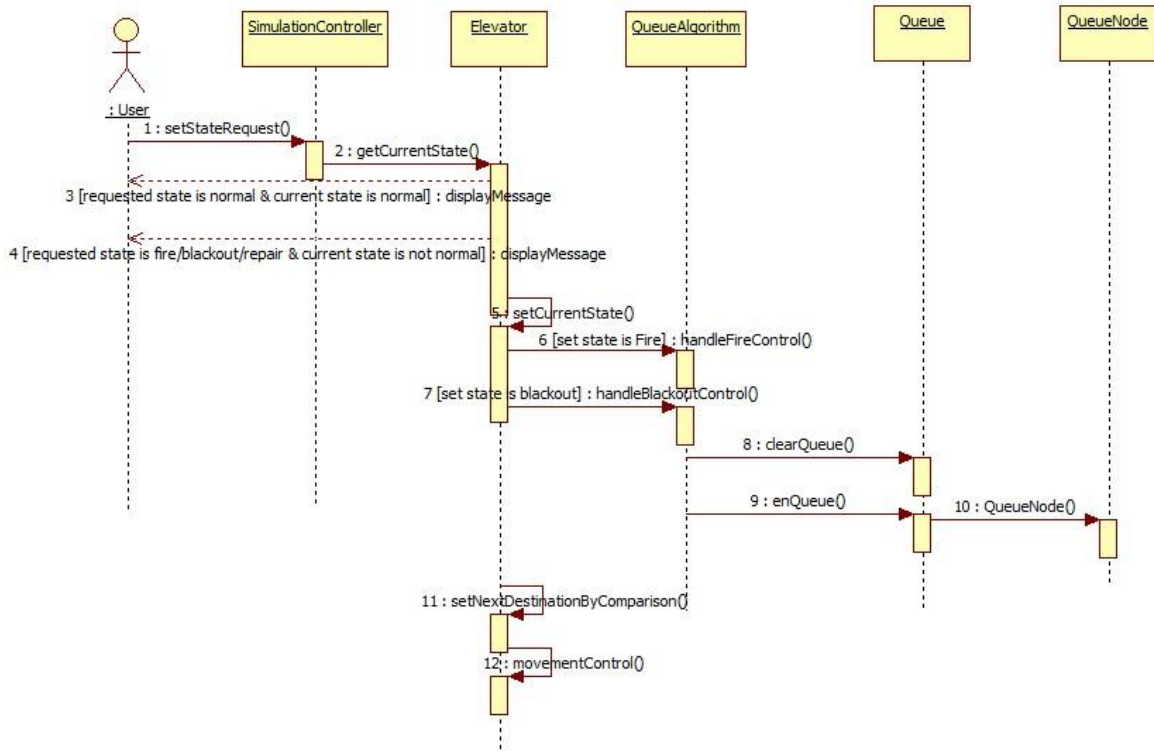 SimulationController
Elevator
QueueAlgorithm
Queue
QueueNode
: User
1 : setStateRequest()
2 : getCurrentState()
3 [requested state is normal & current state is normal] : displayMessage
4 [requested state is fire/blackout/repair & current state is not normal] : displayMessage
5 : setCurrentState()
6 [set state is Fire] : handleFireControl()
7 [set state is blackout] : handleBlackoutControl()
8 : clearQueue()
9 : enQueue()
10 : QueueNode()
11 : setNextDestinationByComparison()
12 : movementControl()